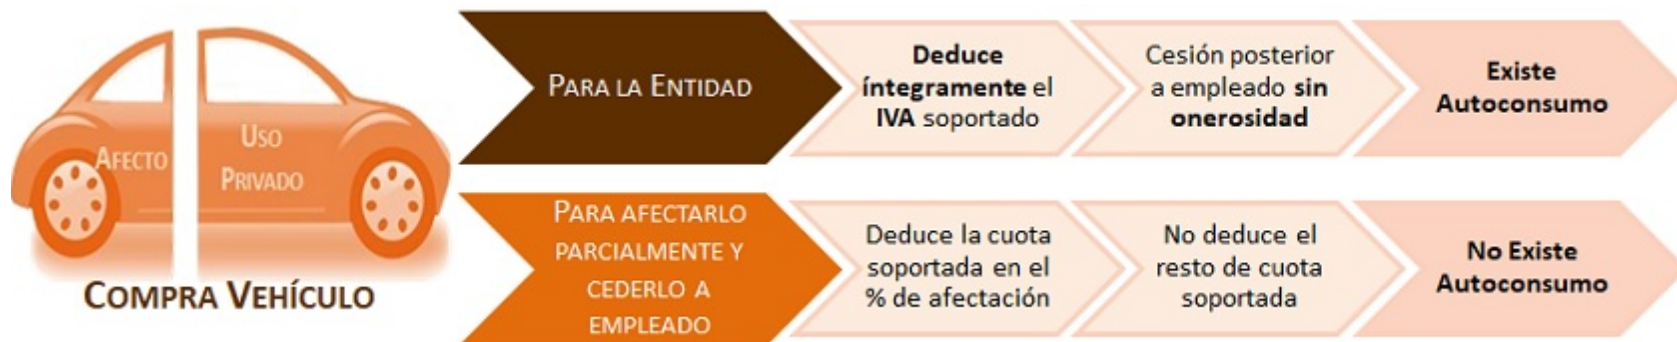 AFECTO
USO
PRIVADO
COMPRA VEHÍCULO
PARA LA ENTIDAD
Deduce
íntegramente el
IVA soportado
Cesión posterior
a empleado sin
onerosidad
Existe
Autoconsumo
PARA AFECTARLO
PARCIALMENTE Y
CEDERLO A
EMPLEADO
Deduce la cuota
soportada en el
% de afectación
No deduce el
resto de cuota
soportada
No Existe
Autoconsumo